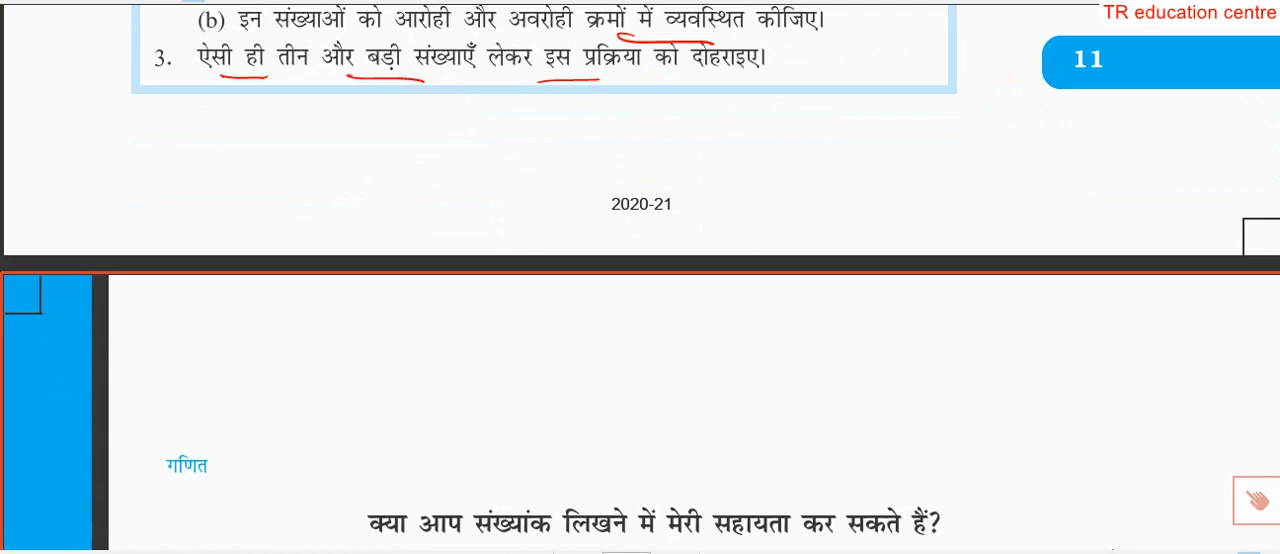 TR education centre
(b) इन संख्याओं को आरोही और अवरोही क्रमों में व्यवस्थित कीजिए।
3. ऐसी ही तीन और बड़ी संख्याएँ लेकर इस प्रक्रिया को दोहराइए।
11
2020-21
गणित
क्या आप संख्यांक लिखने में मेरी सहायता कर सकते हैं?